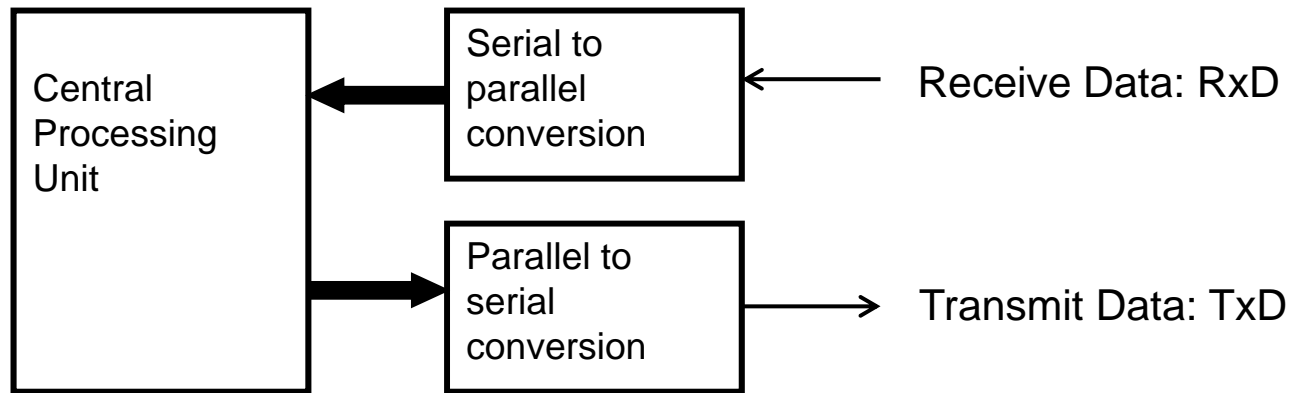 Central
Processing
Unit
Serial to
parallel
conversion
Receive Data: RxD
Parallel to
serial
conversion
Transmit Data: TxD